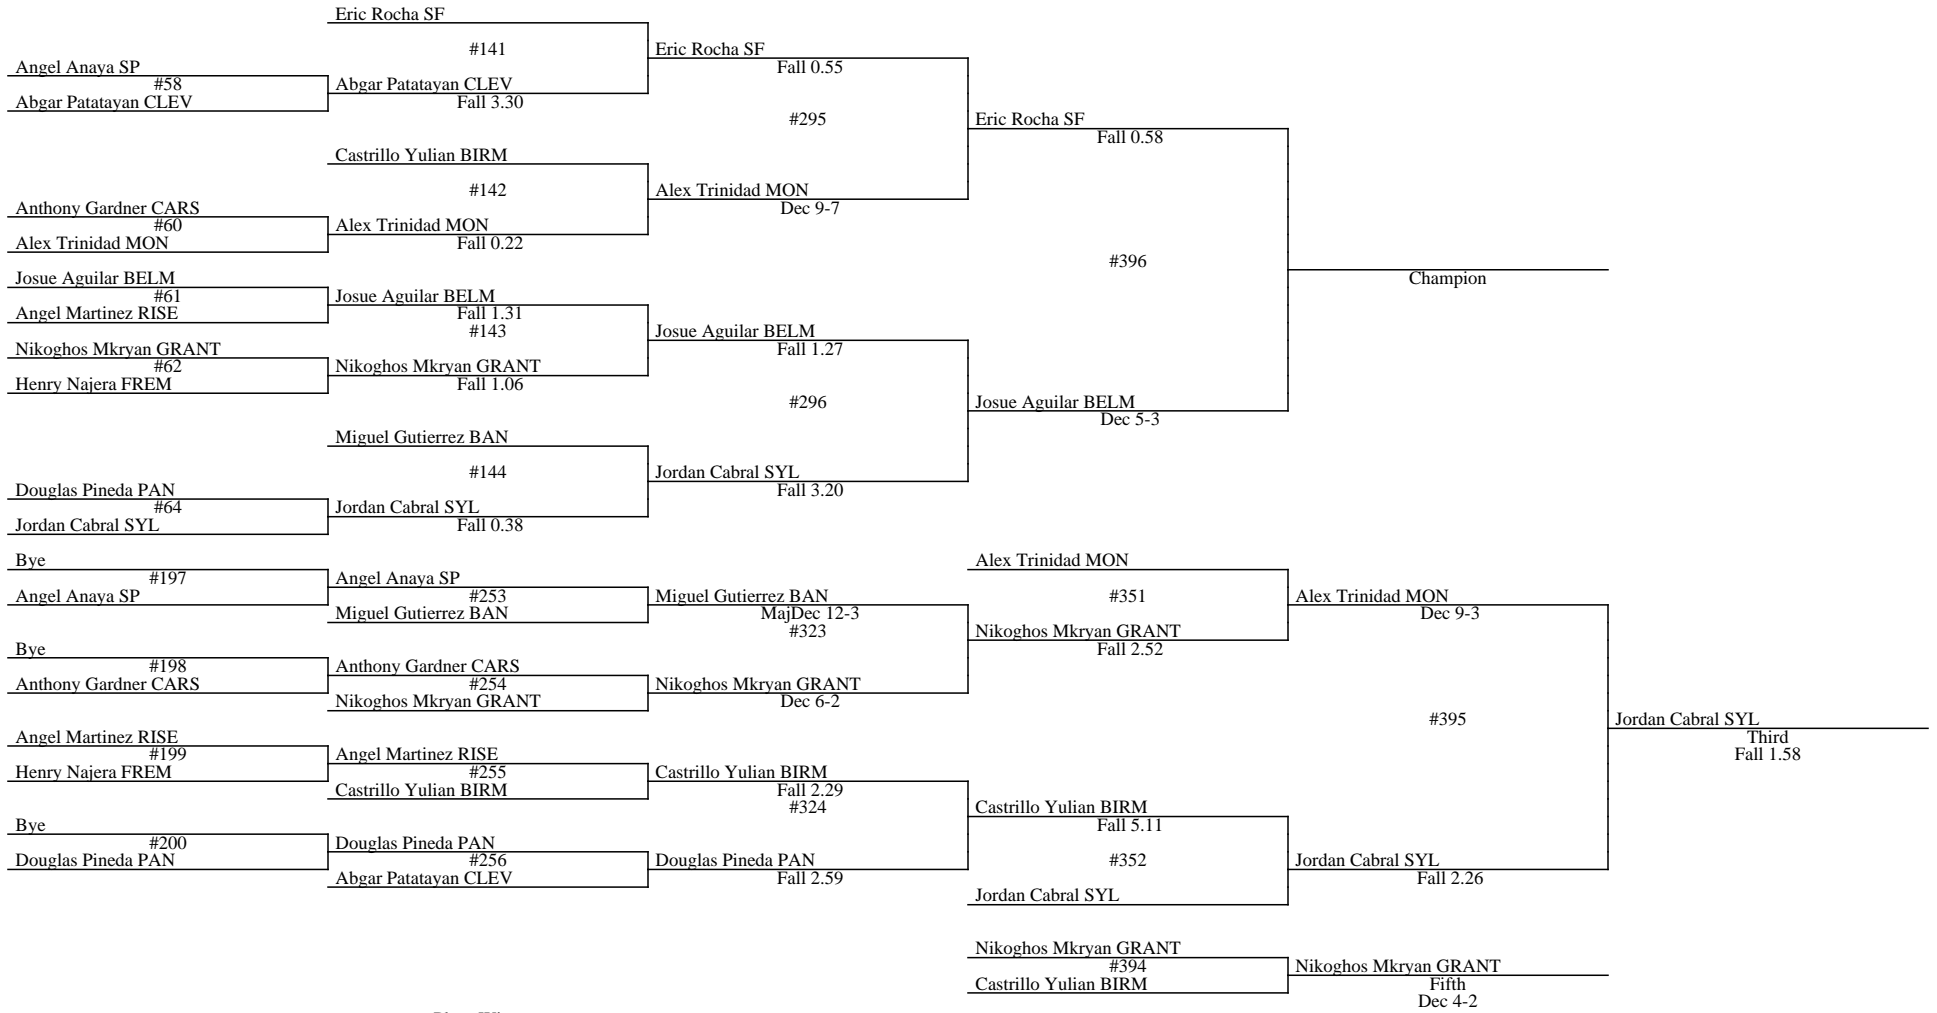 Eric Rocha SF
#141
Eric Rocha SF
Fall 0.55
Angel Anaya SP
#58
Abgar Patatayan CLEV
Abgar Patatayan CLEV
Fall 3.30
#295
Eric Rocha SF
Fall 0.58
Castrillo Yulian BIRM
#142
Alex Trinidad MON
Dec 9-7
Anthony Gardner CARS
#60
Alex Trinidad MON
Alex Trinidad MON
Fall 0.22
#396
Champion
Josue Aguilar BELM
#61
Angel Martinez RISE
Josue Aguilar BELM
Fall 1.31
#143
Josue Aguilar BELM
Fall 1.27
Nikoghos Mkryan GRANT
#62
Henry Najera FREM
Nikoghos Mkryan GRANT
Fall 1.06
#296
Josue Aguilar BELM
Dec 5-3
Miguel Gutierrez BAN
#144
Jordan Cabral SYL
Fall 3.20
Douglas Pineda PAN
#64
Jordan Cabral SYL
Jordan Cabral SYL
Fall 0.38
Bye
#197
Angel Anaya SP
Angel Anaya SP
#253
Miguel Gutierrez BAN
Miguel Gutierrez BAN
MajDec 12-3
#323
Alex Trinidad MON
#351
Nikoghos Mkryan GRANT
Fall 2.52
Alex Trinidad MON
Dec 9-3
Bye
#198
Anthony Gardner CARS
Anthony Gardner CARS
#254
Nikoghos Mkryan GRANT
Nikoghos Mkryan GRANT
Dec 6-2
#395
Jordan Cabral SYL
Third
Fall 1.58
Angel Martinez RISE
#199
Henry Najera FREM
Angel Martinez RISE
#255
Castrillo Yulian BIRM
Castrillo Yulian BIRM
Fall 2.29
#324
Castrillo Yulian BIRM
Fall 5.11
#352
Jordan Cabral SYL
Jordan Cabral SYL
Fall 2.26
Bye
#200
Douglas Pineda PAN
Douglas Pineda PAN
#256
Abgar Patatayan CLEV
Douglas Pineda PAN
Fall 2.59
Nikoghos Mkryan GRANT
#394
Castrillo Yulian BIRM
Nikoghos Mkryan GRANT
Fifth
Dec 4-2